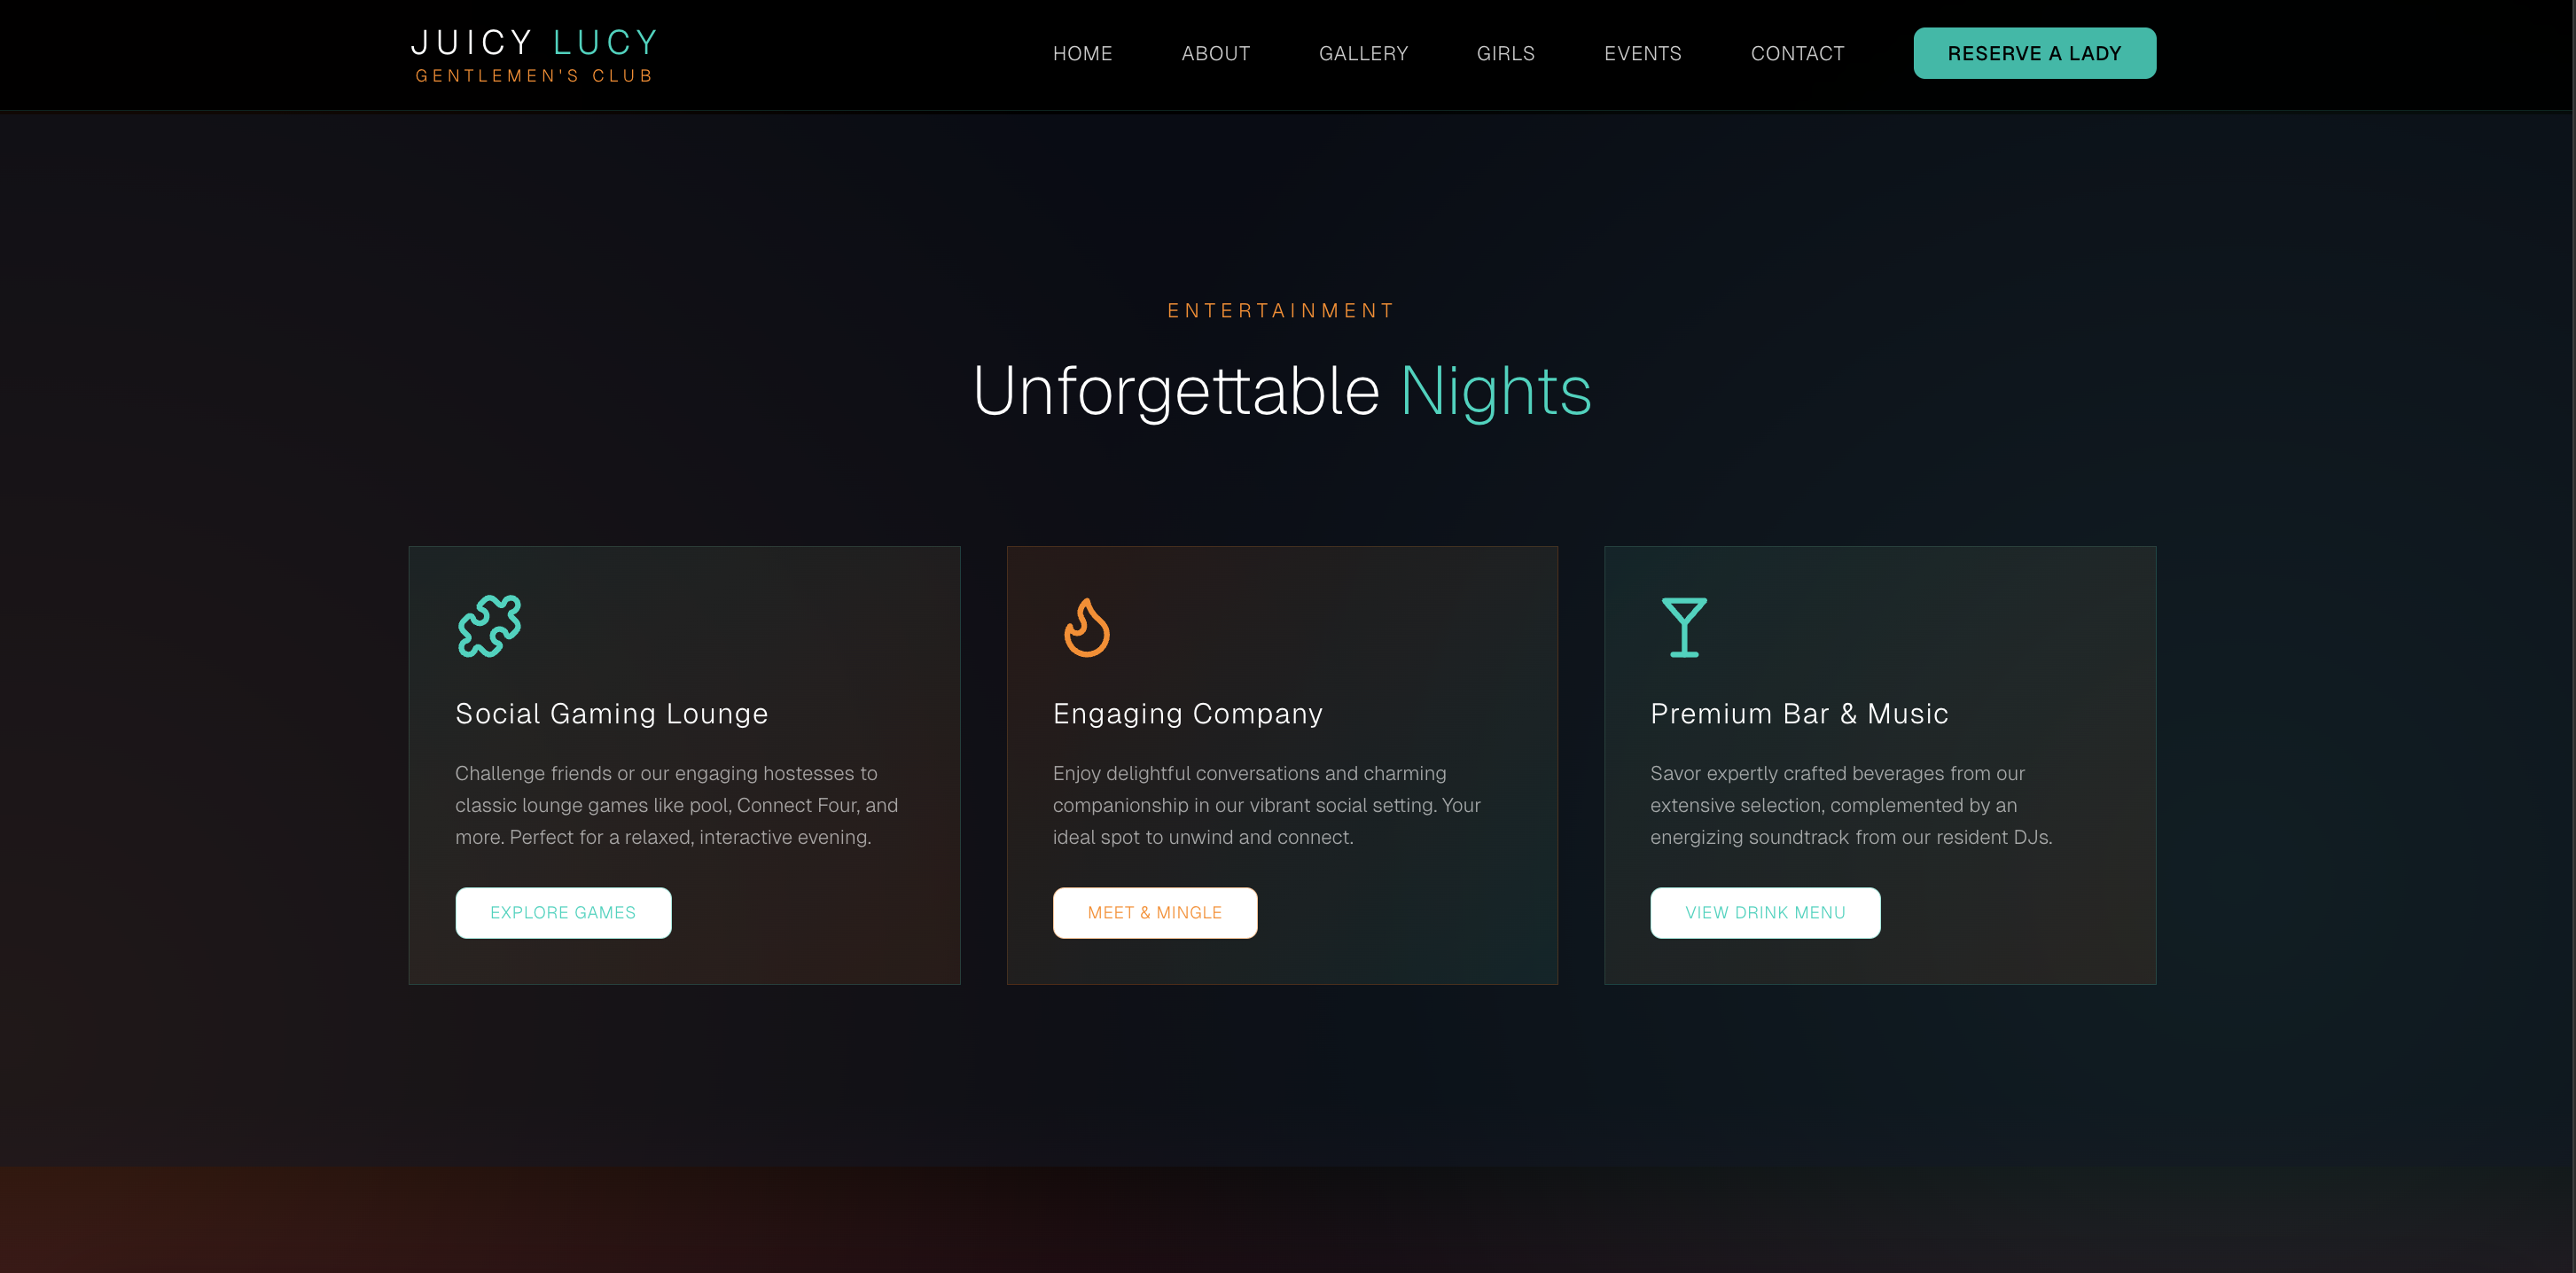 JUICY LUCY
GENTLEMEN'S CLUB
HOME
ABOUT
GALLERY
GIRLS
EVENTS
CONTACT
RESERVE A LADY
ENTERTAINMENT
Unforgettable Nights
Social Gaming Lounge
Challenge friends or our engaging hostesses to
classic lounge games like pool, Connect Four, and
more. Perfect for a relaxed, interactive evening.
EXPLORE GAMES
Engaging Company
Enjoy delightful conversations and charming
companionship in our vibrant social setting. Your
ideal spot to unwind and connect.
MEET & MINGLE
Premium Bar & Music
Savor expertly crafted beverages from our
extensive selection, complemented by an
energizing soundtrack from our resident DJs.
VIEW DRINK MENU